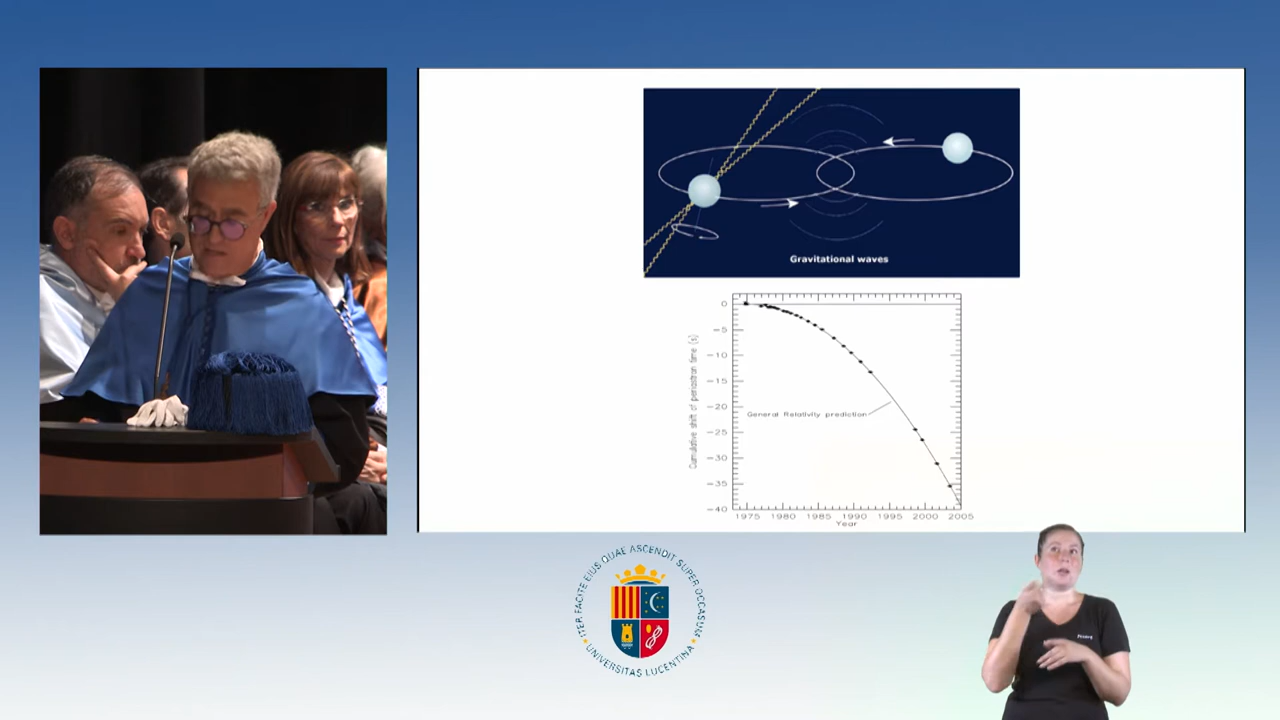 Gravitational waves
Cumulative shift of periastron time (s)
0
−5
−10
−15
−20
−25
−30
−35
−40
General Relativity prediction
1975 1980 1985 1990 1995 2000 2005
Year
ITER FACITE EIUS QUAE ASCENDIT SUPER OCCASUM
UNIVERSITAS LUCENTINA